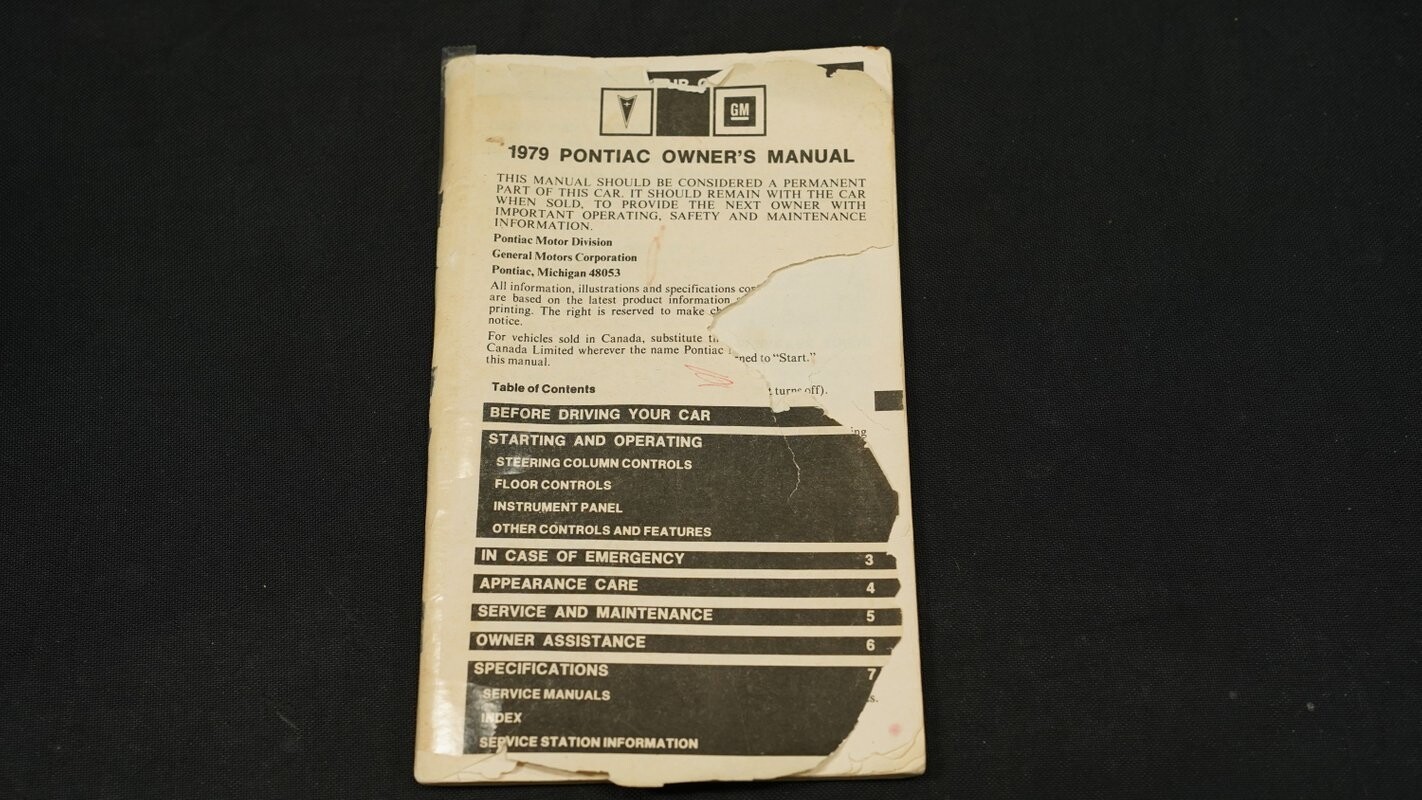 GM
1979 PONTIAC OWNER'S MANUAL
THIS MANUAL SHOULD BE CONSIDERED A PERMANENT
PART OF THIS CAR. IT SHOULD REMAIN WITH THE CAR
WHEN SOLD, TO PROVIDE THE NEXT OWNER WITH
IMPORTANT OPERATING, SAFETY AND MAINTENANCE
INFORMATION.
Pontiac Motor Division
General Motors Corporation
Pontiac, Michigan 48053
All information, illustrations and specifications
are based on the latest product information
printing. The right is reserved to make
notice.
For vehicles sold in Canada, substitute
Canada Limited wherever the name Pontiac
to "Start."
this manual.
Table of Contents
turns off).
BEFORE DRIVING YOUR CAR
STARTING AND OPERATING
STEERING COLUMN CONTROLS
FLOOR CONTROLS
INSTRUMENT PANEL
OTHER CONTROLS AND FEATURES
IN CASE OF EMERGENCY 3
APPEARANCE CARE 4
SERVICE AND MAINTENANCE 5
OWNER ASSISTANCE 6
SPECIFICATIONS 7
SERVICE MANUALS
INDEX
SERVICE STATION INFORMATION